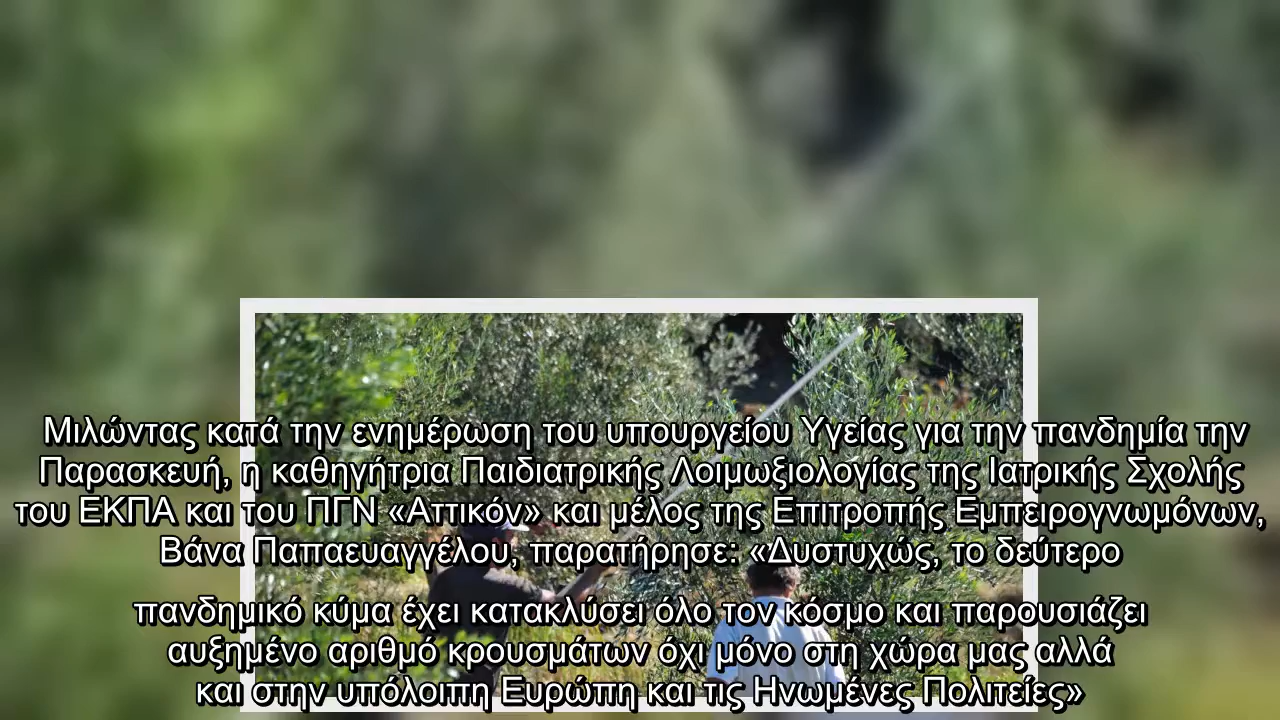 Μιλώντας κατά την ενημέρωση του υπουργείου Υγείας για την πανδημία την
Παρασκευή, η καθηγήτρια Παιδιατρικής Λοιμωξιολογίας της Ιατρικής Σχολής
του ΕΚΠΑ και του ΠΓΝ «Αττικόν» και μέλος της Επιτροπής Εμπειρογνωμόνων,
Βάνα Παπαευαγγέλου, παρατήρησε: «Δυστυχώς, το δεύτερο
πανδημικό κύμα έχει κατακλύσει όλο τον κόσμο και παρουσιάζει
αυξημένο αριθμό κρουσμάτων όχι μόνο στη χώρα μας αλλά
και στην υπόλοιπη Ευρώπη και τις Ηνωμένες Πολιτείες»